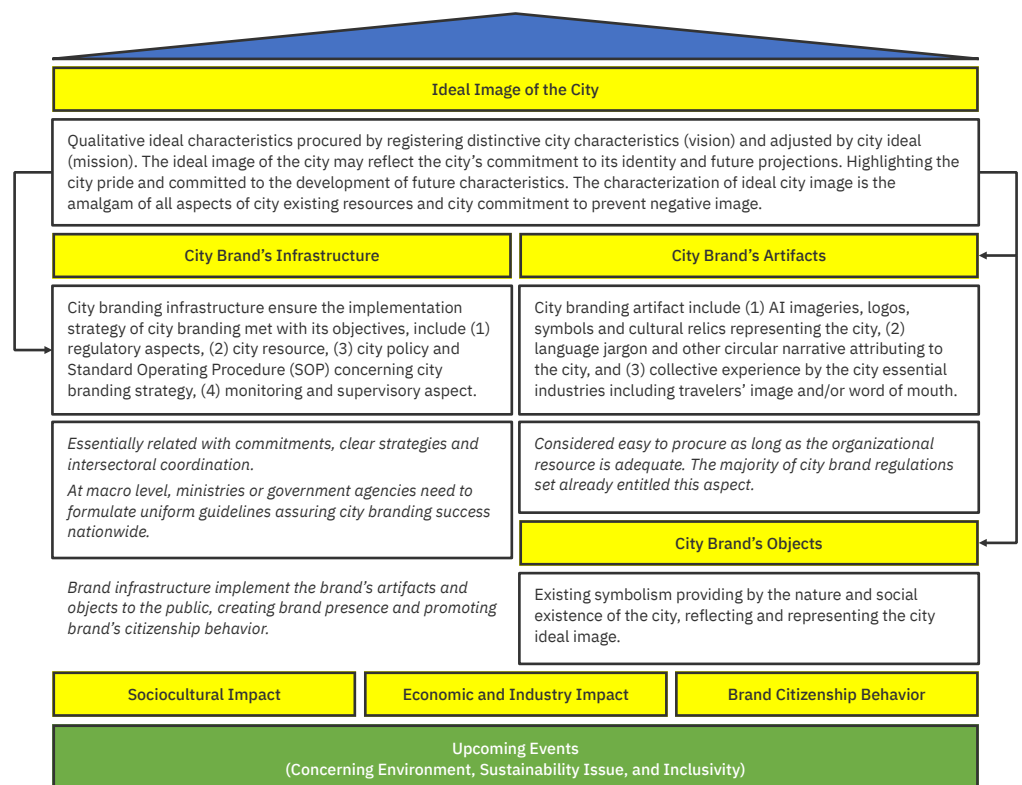 Ideal Image of the City
Qualitative ideal characteristics procured by registering distinctive city characteristics (vision) and adjusted by city ideal
(mission). The ideal image of the city may reflect the city’s commitment to its identity and future projections. Highlighting the
city pride and committed to the development of future characteristics. The characterization of ideal city image is the
amalgam of all aspects of city existing resources and city commitment to prevent negative image.
City Brand’s Infrastructure
City branding infrastructure ensure the implementation
strategy of city branding met with its objectives, include (1)
regulatory aspects, (2) city resource, (3) city policy and
Standard Operating Procedure (SOP) concerning city
branding strategy, (4) monitoring and supervisory aspect.
Essentially related with commitments, clear strategies and
intersectoral coordination.
At macro level, ministries or government agencies need to
formulate uniform guidelines assuring city branding success
nationwide.
Brand infrastructure implement the brand’s artifacts and
objects to the public, creating brand presence and promoting
brand’s citizenship behavior.
City Brand’s Artifacts
City branding artifact include (1) AI imageries, logos,
symbols and cultural relics representing the city, (2)
language jargon and other circular narrative attributing to
the city, and (3) collective experience by the city essential
industries including travelers’ image and/or word of mouth.
Considered easy to procure as long as the organizational
resource is adequate. The majority of city brand regulations
set already entitled this aspect.
City Brand’s Objects
Existing symbolism providing by the nature and social
existence of the city, reflecting and representing the city
ideal image.
Sociocultural Impact
Economic and Industry Impact
Brand Citizenship Behavior
Upcoming Events
(Concerning Environment, Sustainability Issue, and Inclusivity)